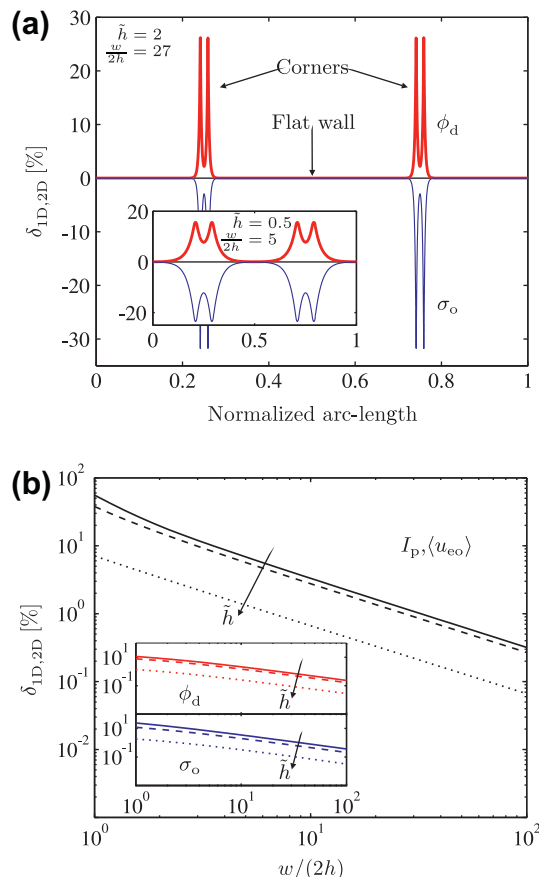 (a)
30
20
10
0
-10
-20
-30
δ1D,2D [%]
h̃ = 2
w/2h = 27
Corners
Flat wall
ϕd
σo
20
0
-20
h̃ = 0.5
w/2h = 5
0 0.5 1
0 0.2 0.4 0.6 0.8 1
Normalized arc-length
(b)
10^2
10^1
10^0
10^-1
10^-2
δ1D,2D [%]
Ip,⟨ueo⟩
h̃
10^1
10^-1
ϕd
h̃
10^1
10^-1
σo
h̃
10^0 10^1 10^2
10^0 10^1 10^2
w/(2h)